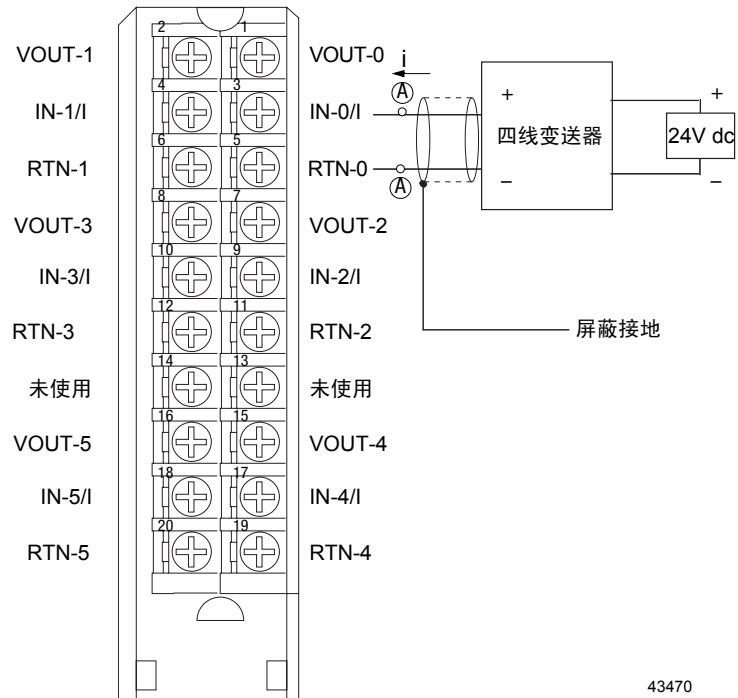 2 1
VOUT-1 VOUT-0 i
4 3 A
IN-1/I IN-0/I + 四线变送器 + 24V dc
6 5
RTN-1 RTN-0 − −
A
8 7
VOUT-3 VOUT-2
10 9
IN-3/I IN-2/I
12 11
RTN-3 RTN-2 屏蔽接地
14 13
未使用 未使用
16 15
VOUT-5 VOUT-4
18 17
IN-5/I IN-4/I
20 19
RTN-5 RTN-4
43470